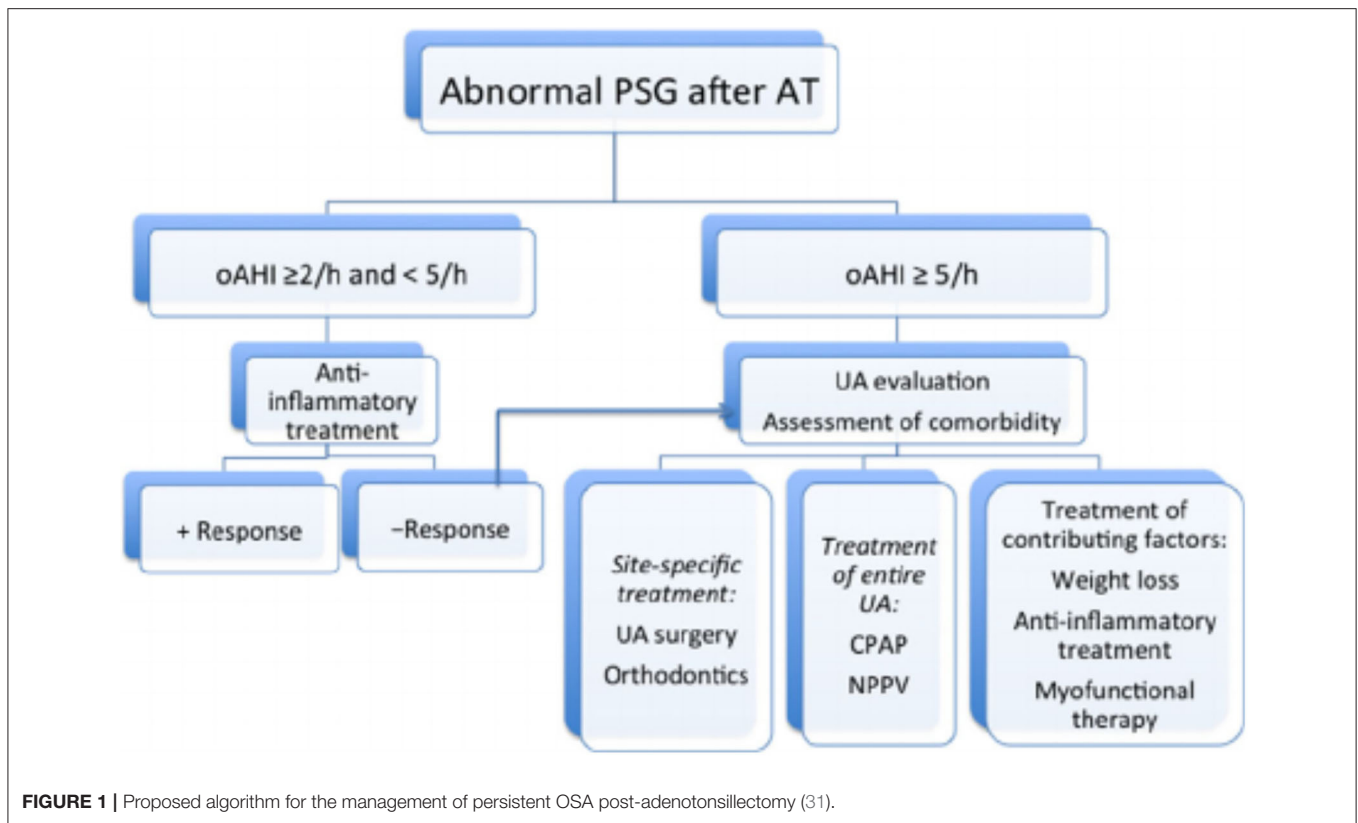 Abnormal PSG after AT
oAHI ≥2/h and < 5/h
oAHI ≥ 5/h
Anti-
inflammatory
treatment
UA evaluation
Assessment of comorbidity
+ Response
−Response
Site-specific
treatment:
UA surgery
Orthodontics
Treatment
of entire
UA:
CPAP
NPPV
Treatment of
contributing factors:
Weight loss
Anti-inflammatory
treatment
Myofunctional
therapy
FIGURE 1 | Proposed algorithm for the management of persistent OSA post-adenotonsillectomy (31).